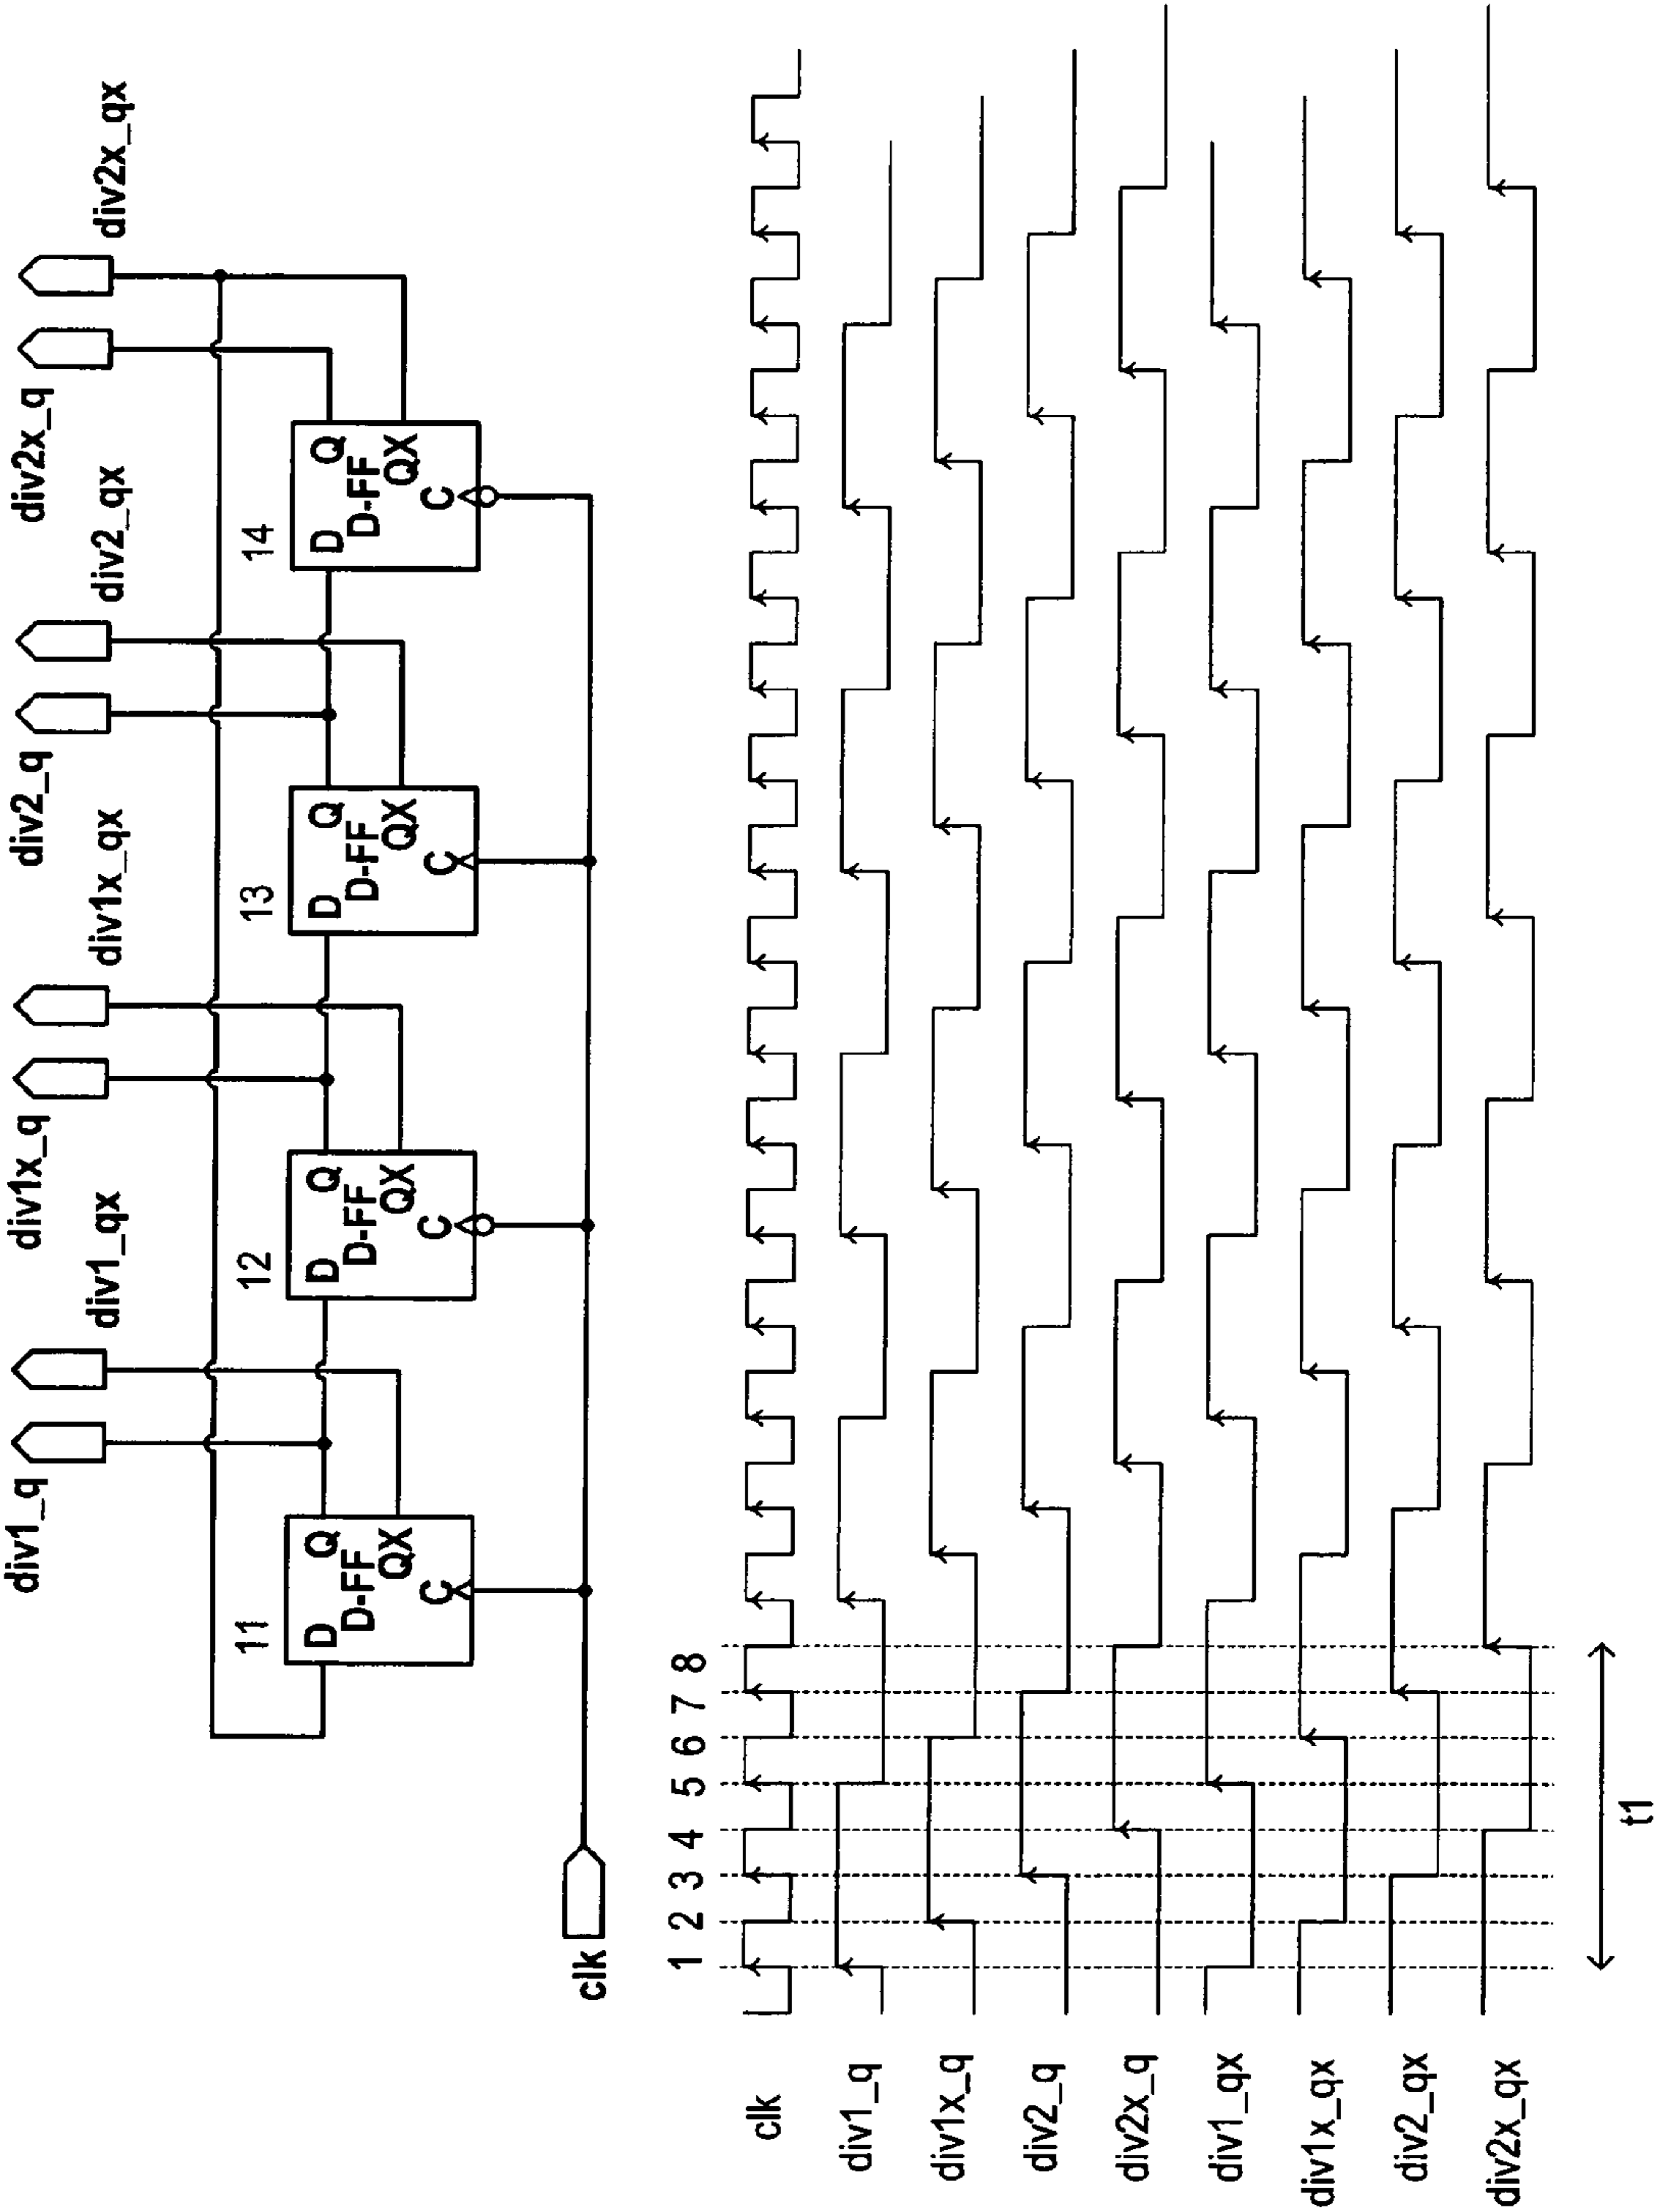 div1_q
div1_qx
div1x_q
div1x_qx
div2_q
div2_qx
div2x_q
div2x_qx
11
D
Q
D-FF
QX
C
12
D
Q
D-FF
QX
C
13
D
Q
D-FF
QX
C
14
D
Q
D-FF
QX
C
clk
1 2 3 4 5 6 7 8
clk
div1_q
div1x_q
div2_q
div2x_q
div1_qx
div1x_qx
div2_qx
div2x_qx
t1